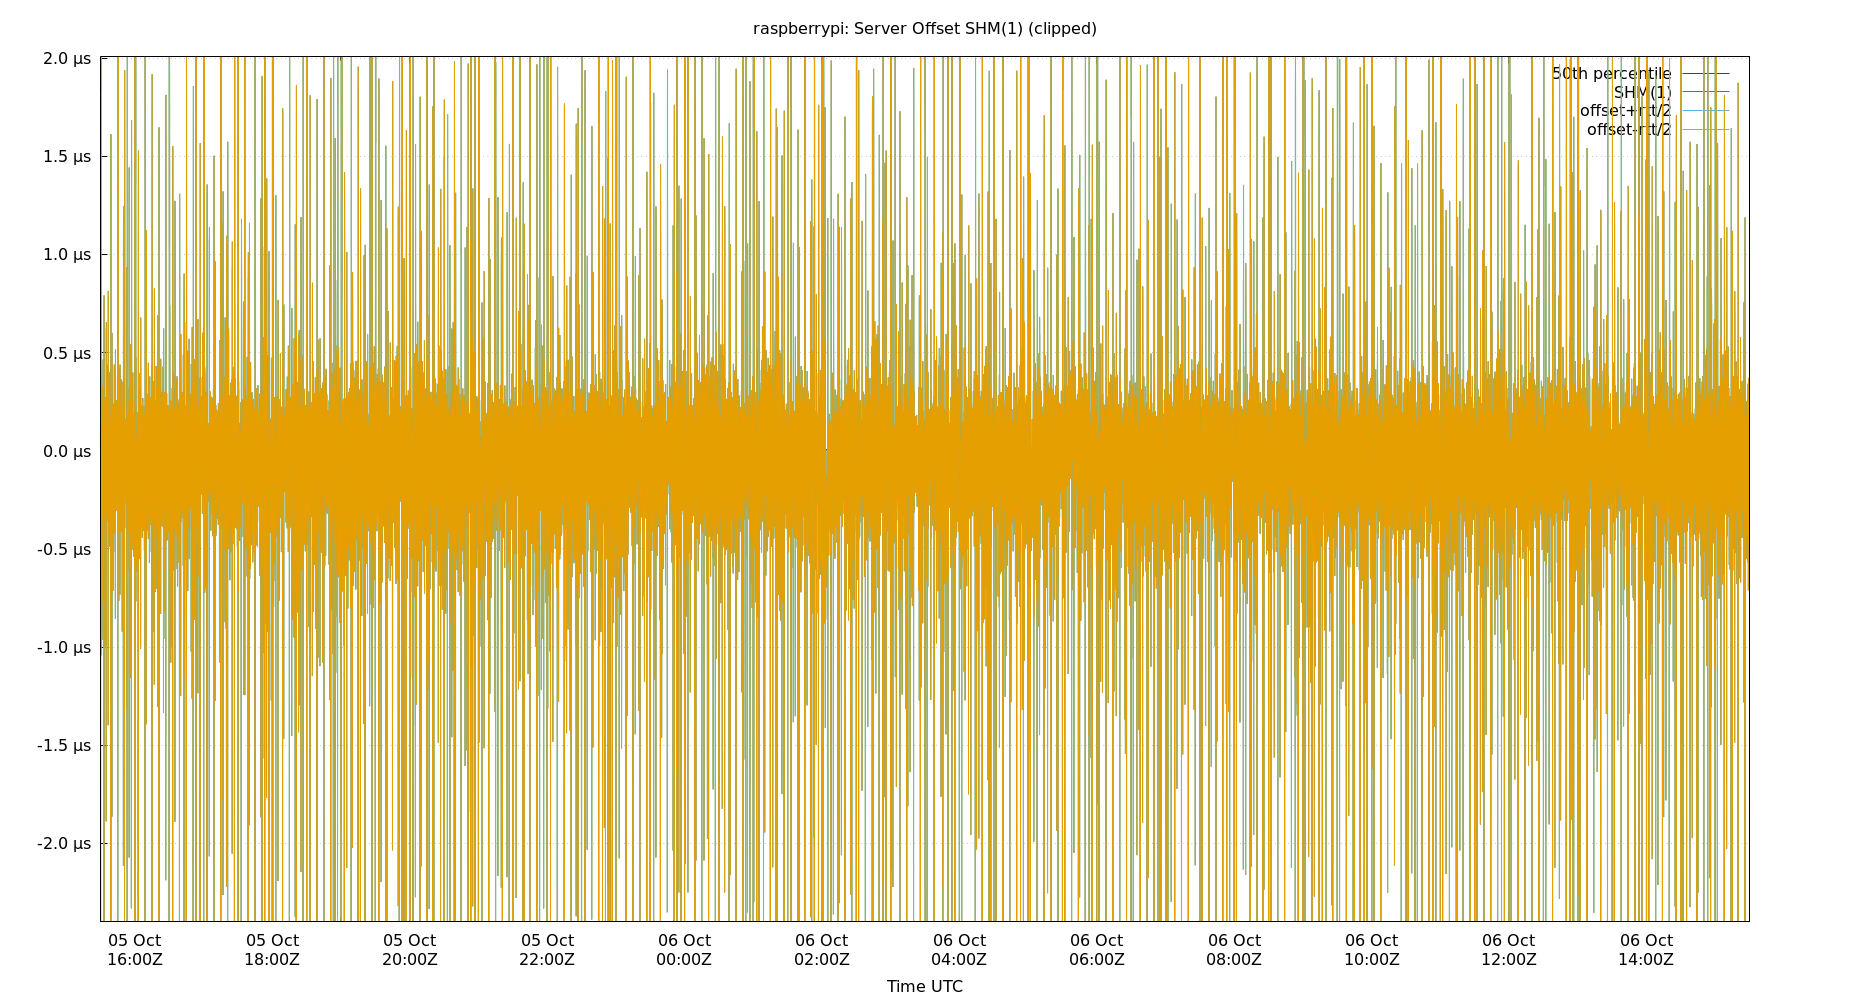 raspberrypi: Server Offset SHM(1) (clipped)
2.0 µs
1.5 µs
1.0 µs
0.5 µs
0.0 µs
-0.5 µs
-1.0 µs
-1.5 µs
-2.0 µs
50th percentile
SHM(1)
offset+rtt/2
offset-rtt/2
05 Oct 05 Oct 05 Oct 05 Oct 06 Oct 06 Oct 06 Oct 06 Oct 06 Oct 06 Oct 06 Oct 06 Oct
16:00Z 18:00Z 20:00Z 22:00Z 00:00Z 02:00Z 04:00Z 06:00Z 08:00Z 10:00Z 12:00Z 14:00Z
Time UTC